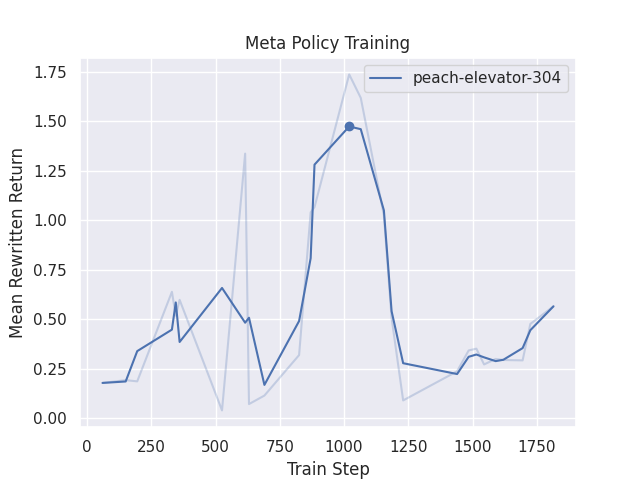 Meta Policy Training
peach-elevator-304
Mean Rewritten Return
1.75
1.50
1.25
1.00
0.75
0.50
0.25
0.00
0 250 500 750 1000 1250 1500 1750
Train Step